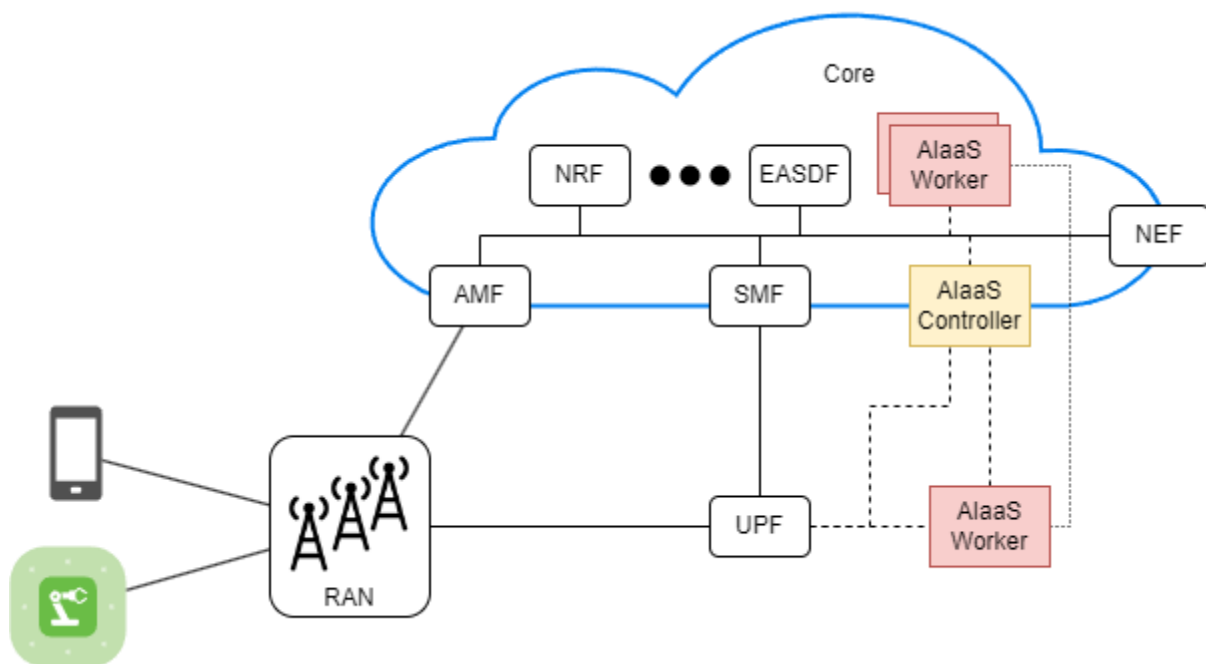 Core
NRF
EASDF
AIaaS
Worker
NEF
AMF
SMF
AIaaS
Controller
UPF
AIaaS
Worker
RAN